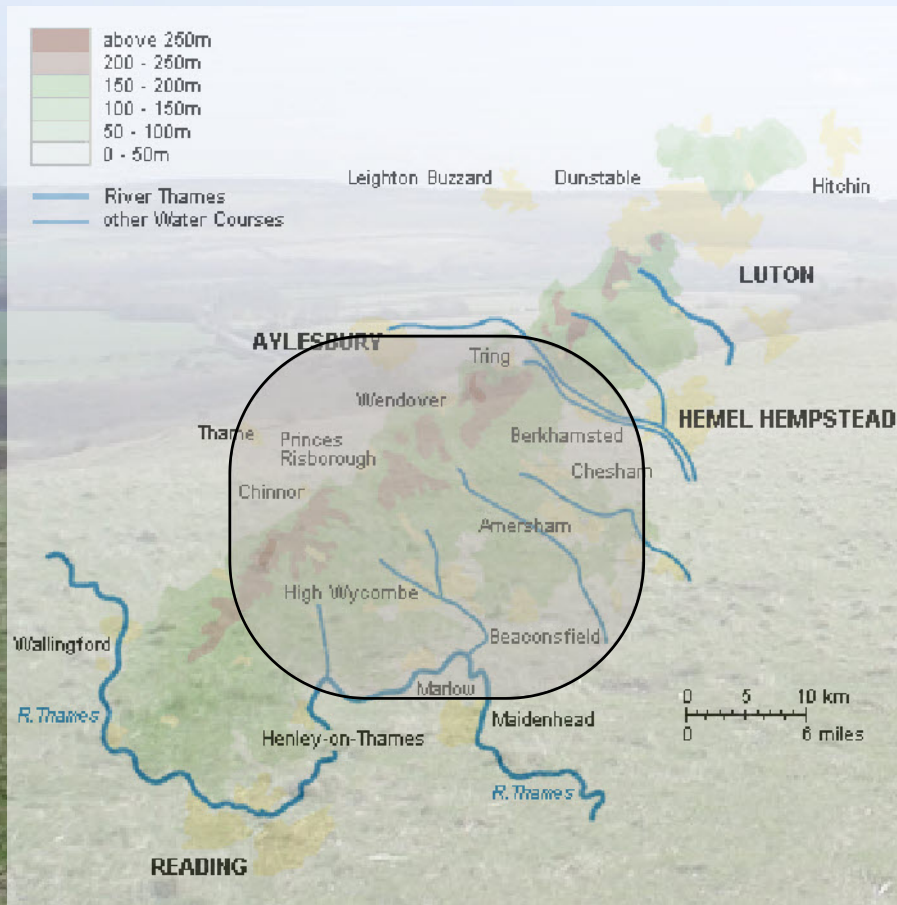 above 250m
200 - 250m
150 - 200m
100 - 150m
50 - 100m
0 - 50m
River Thames
other Water Courses
Leighton Buzzard
Dunstable
Hitchin
LUTON
AYLESBURY
Tring
Wendover
HEMEL HEMPSTEAD
Thame
Princes
Risborough
Berkhamsted
Chesham
Chinnor
Amersham
High Wycombe
Wallingford
Beaconsfield
Marlow
0 5 10 km
0 6 miles
R.Thames
Maidenhead
Henley-on-Thames
R.Thames
READING